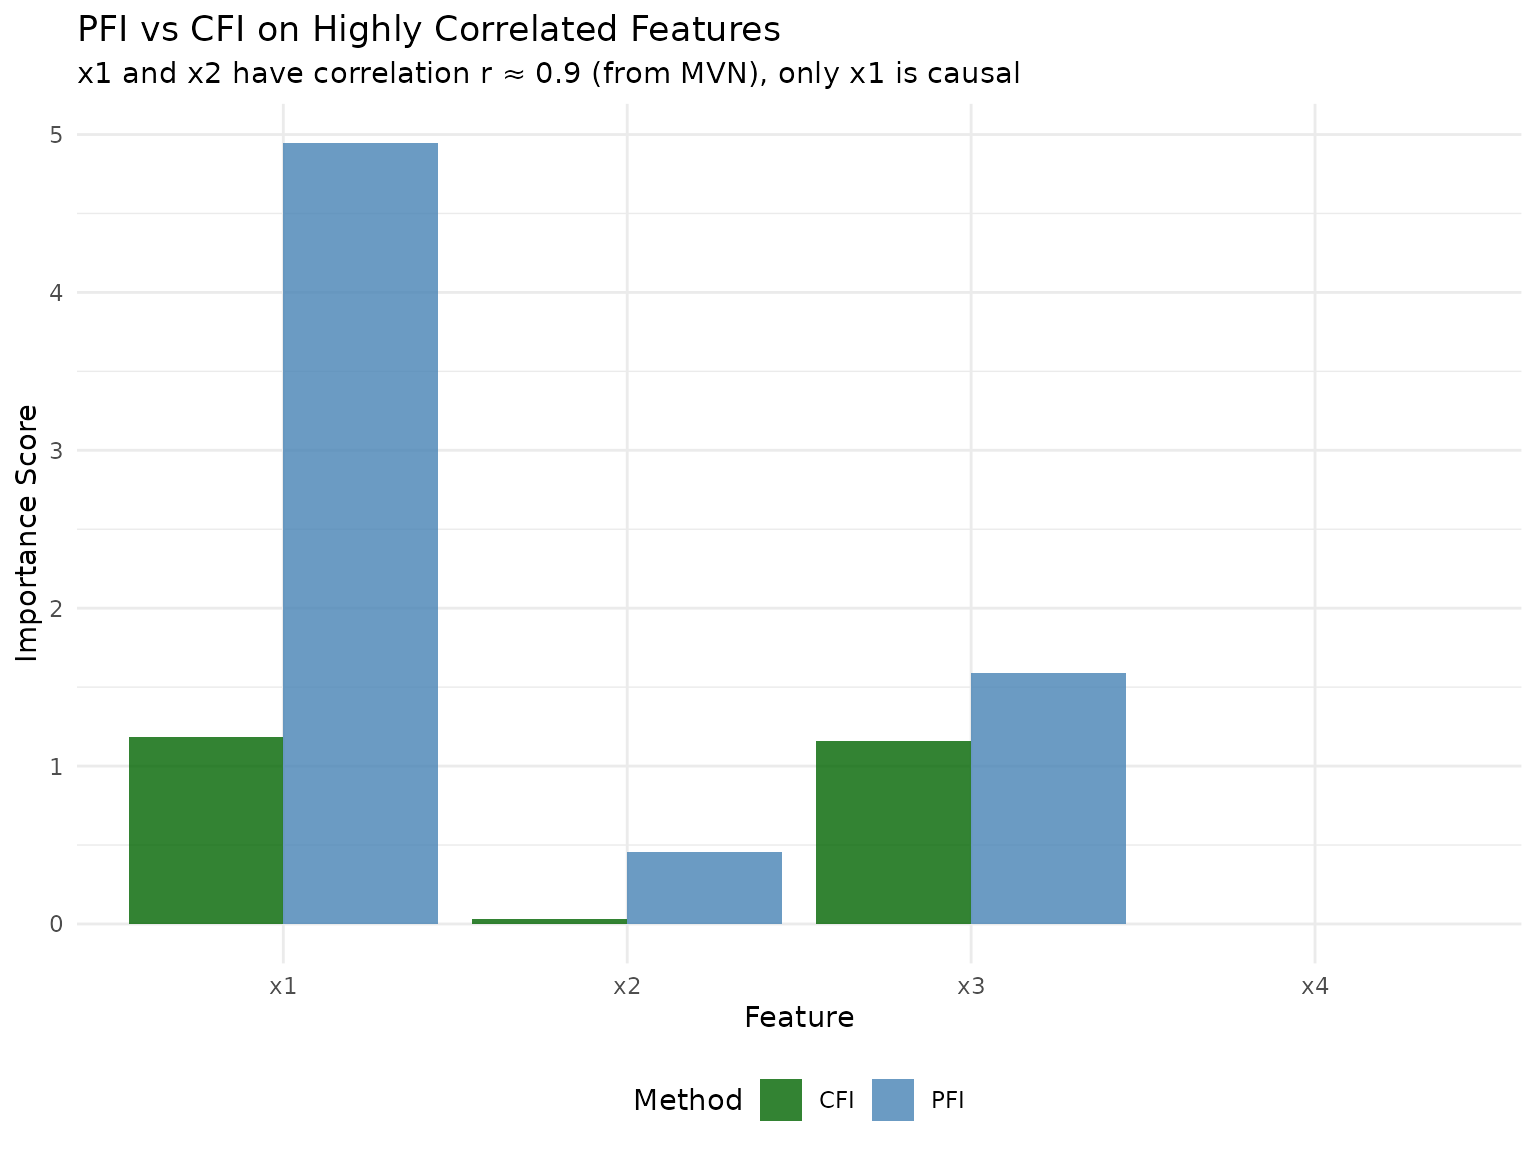 PFI vs CFI on Highly Correlated Features
x1 and x2 have correlation r ≈ 0.9 (from MVN), only x1 is causal
Importance Score
5
4
3
2
1
0
x1 x2 x3 x4
Feature
Method CFI PFI